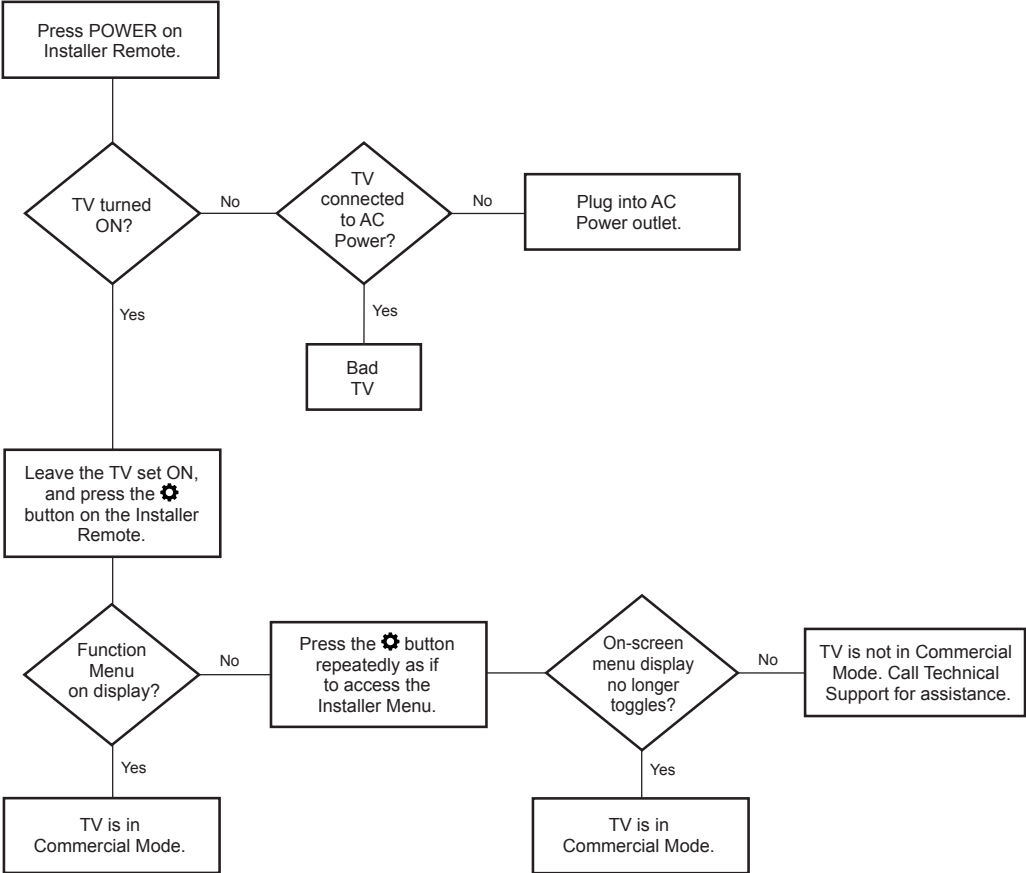 Press POWER on
Installer Remote.
TV turned
ON?
No
TV
connected
to AC
Power?
No
Plug into AC
Power outlet.
Yes
Yes
Bad
TV
Leave the TV set ON,
and press the ⚙
button on the Installer
Remote.
Function
Menu
on display?
No
Press the ⚙ button
repeatedly as if
to access the
Installer Menu.
On-screen
menu display
no longer
toggles?
No
TV is not in Commercial
Mode. Call Technical
Support for assistance.
Yes
Yes
TV is in
Commercial Mode.
TV is in
Commercial Mode.